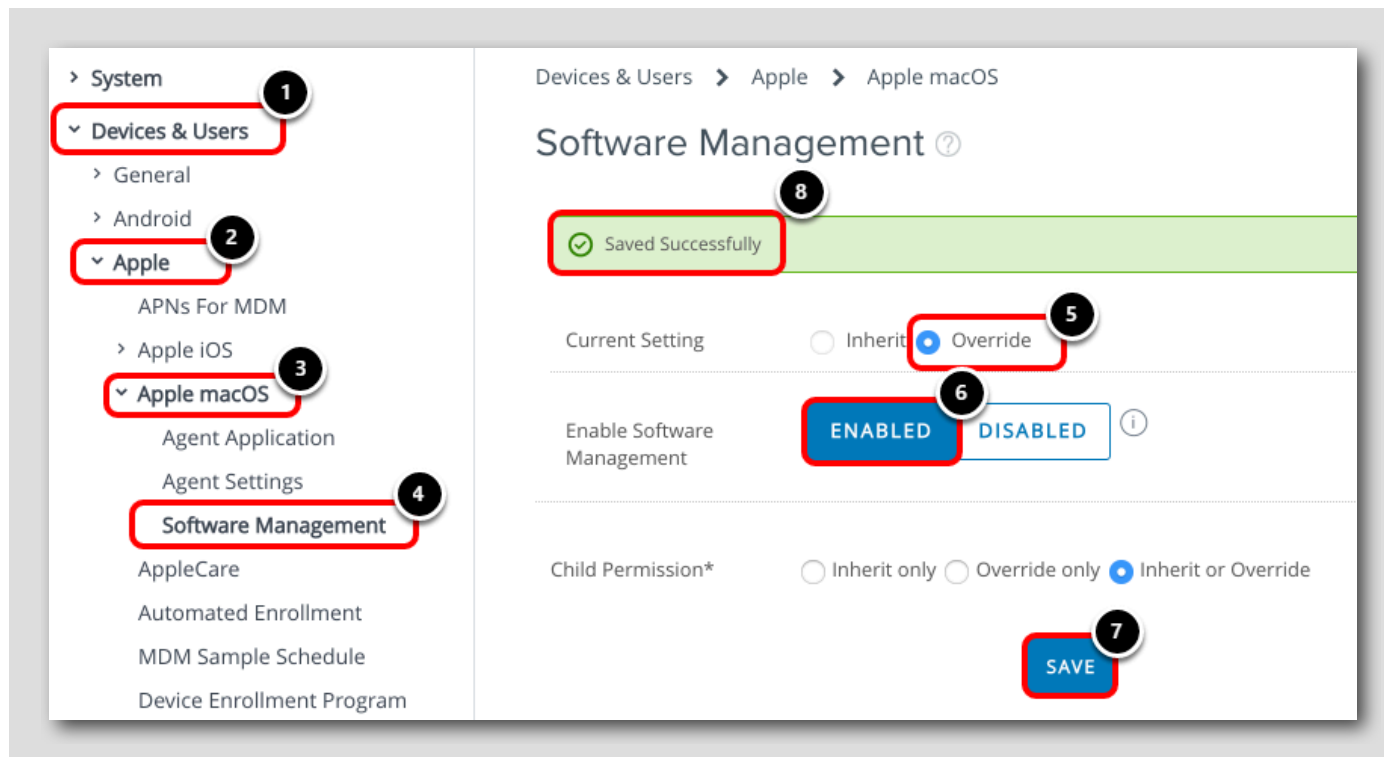 System
1
Devices & Users
General
Android
2
Apple
APNs For MDM
Apple iOS
3
Apple macOS
Agent Application
Agent Settings
4
Software Management
AppleCare
Automated Enrollment
MDM Sample Schedule
Device Enrollment Program
Devices & Users > Apple > Apple macOS
Software Management ?
8
Saved Successfully
5
Current Setting Inherit Override
6
Enable Software
Management
ENABLED DISABLED i
Child Permission* Inherit only Override only Inherit or Override
7
SAVE